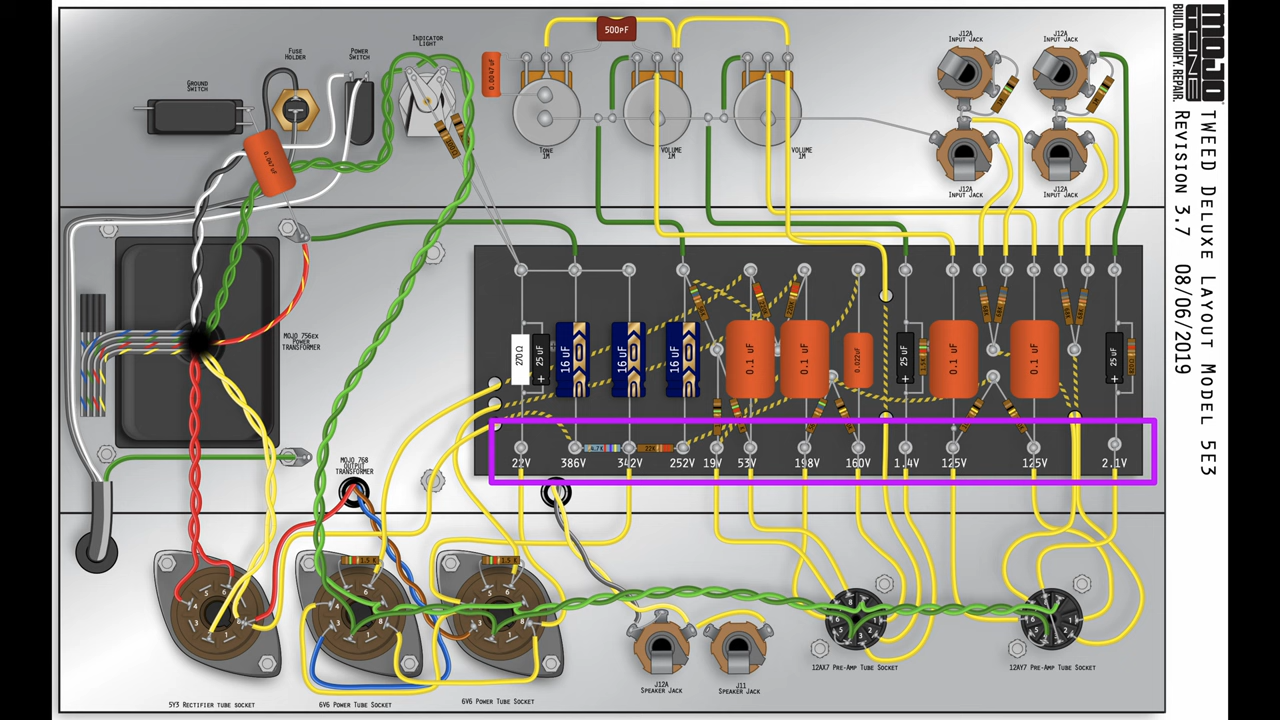 MOJO
TONE
BUILD. MODIFY. REPAIR.
TWEED DELUXE LAYOUT MODEL 5E3
REVISION 3.7 08/06/2019
500pF
INDICATOR
LIGHT
FUSE
HOLDER
POWER
SWITCH
GROUND
SWITCH
0.0047 uF
0.047 uF
TONE
1M
VOLUME
1M
VOLUME
1M
J12A
INPUT JACK
J12A
INPUT JACK
J12A
INPUT JACK
J12A
INPUT JACK
MOJO 756EX
POWER
TRANSFORMER
270Ω
25 uF
+
16 uF
16 uF
16 uF
0.1 uF
0.1 uF
0.022uF
25 uF
+
0.1 uF
0.1 uF
25 uF
+
22V
386V
342V
252V
19V
53V
198V
160V
1.4V
125V
125V
2.1V
MOJO 768
OUTPUT
TRANSFORMER
5Y3 RECTIFIER TUBE SOCKET
6V6 POWER TUBE SOCKET
6V6 POWER TUBE SOCKET
J12A
SPEAKER JACK
J11
SPEAKER JACK
12AX7 PRE-AMP TUBE SOCKET
12AY7 PRE-AMP TUBE SOCKET